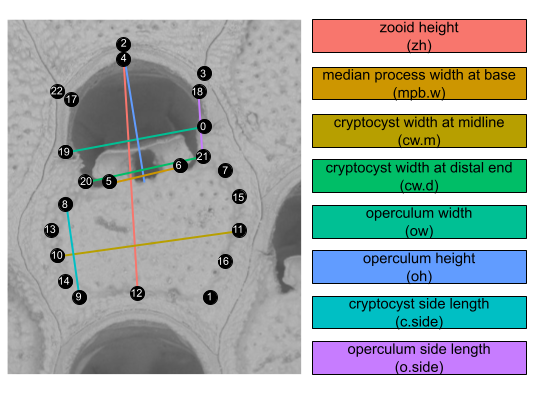 2
4
3
22
17
18
0
19
21
6
7
20
5
15
8
13
11
10
16
14
9
12
1
zooid height
(zh)
median process width at base
(mpb.w)
cryptocyst width at midline
(cw.m)
cryptocyst width at distal end
(cw.d)
operculum width
(ow)
operculum height
(oh)
cryptocyst side length
(c.side)
operculum side length
(o.side)